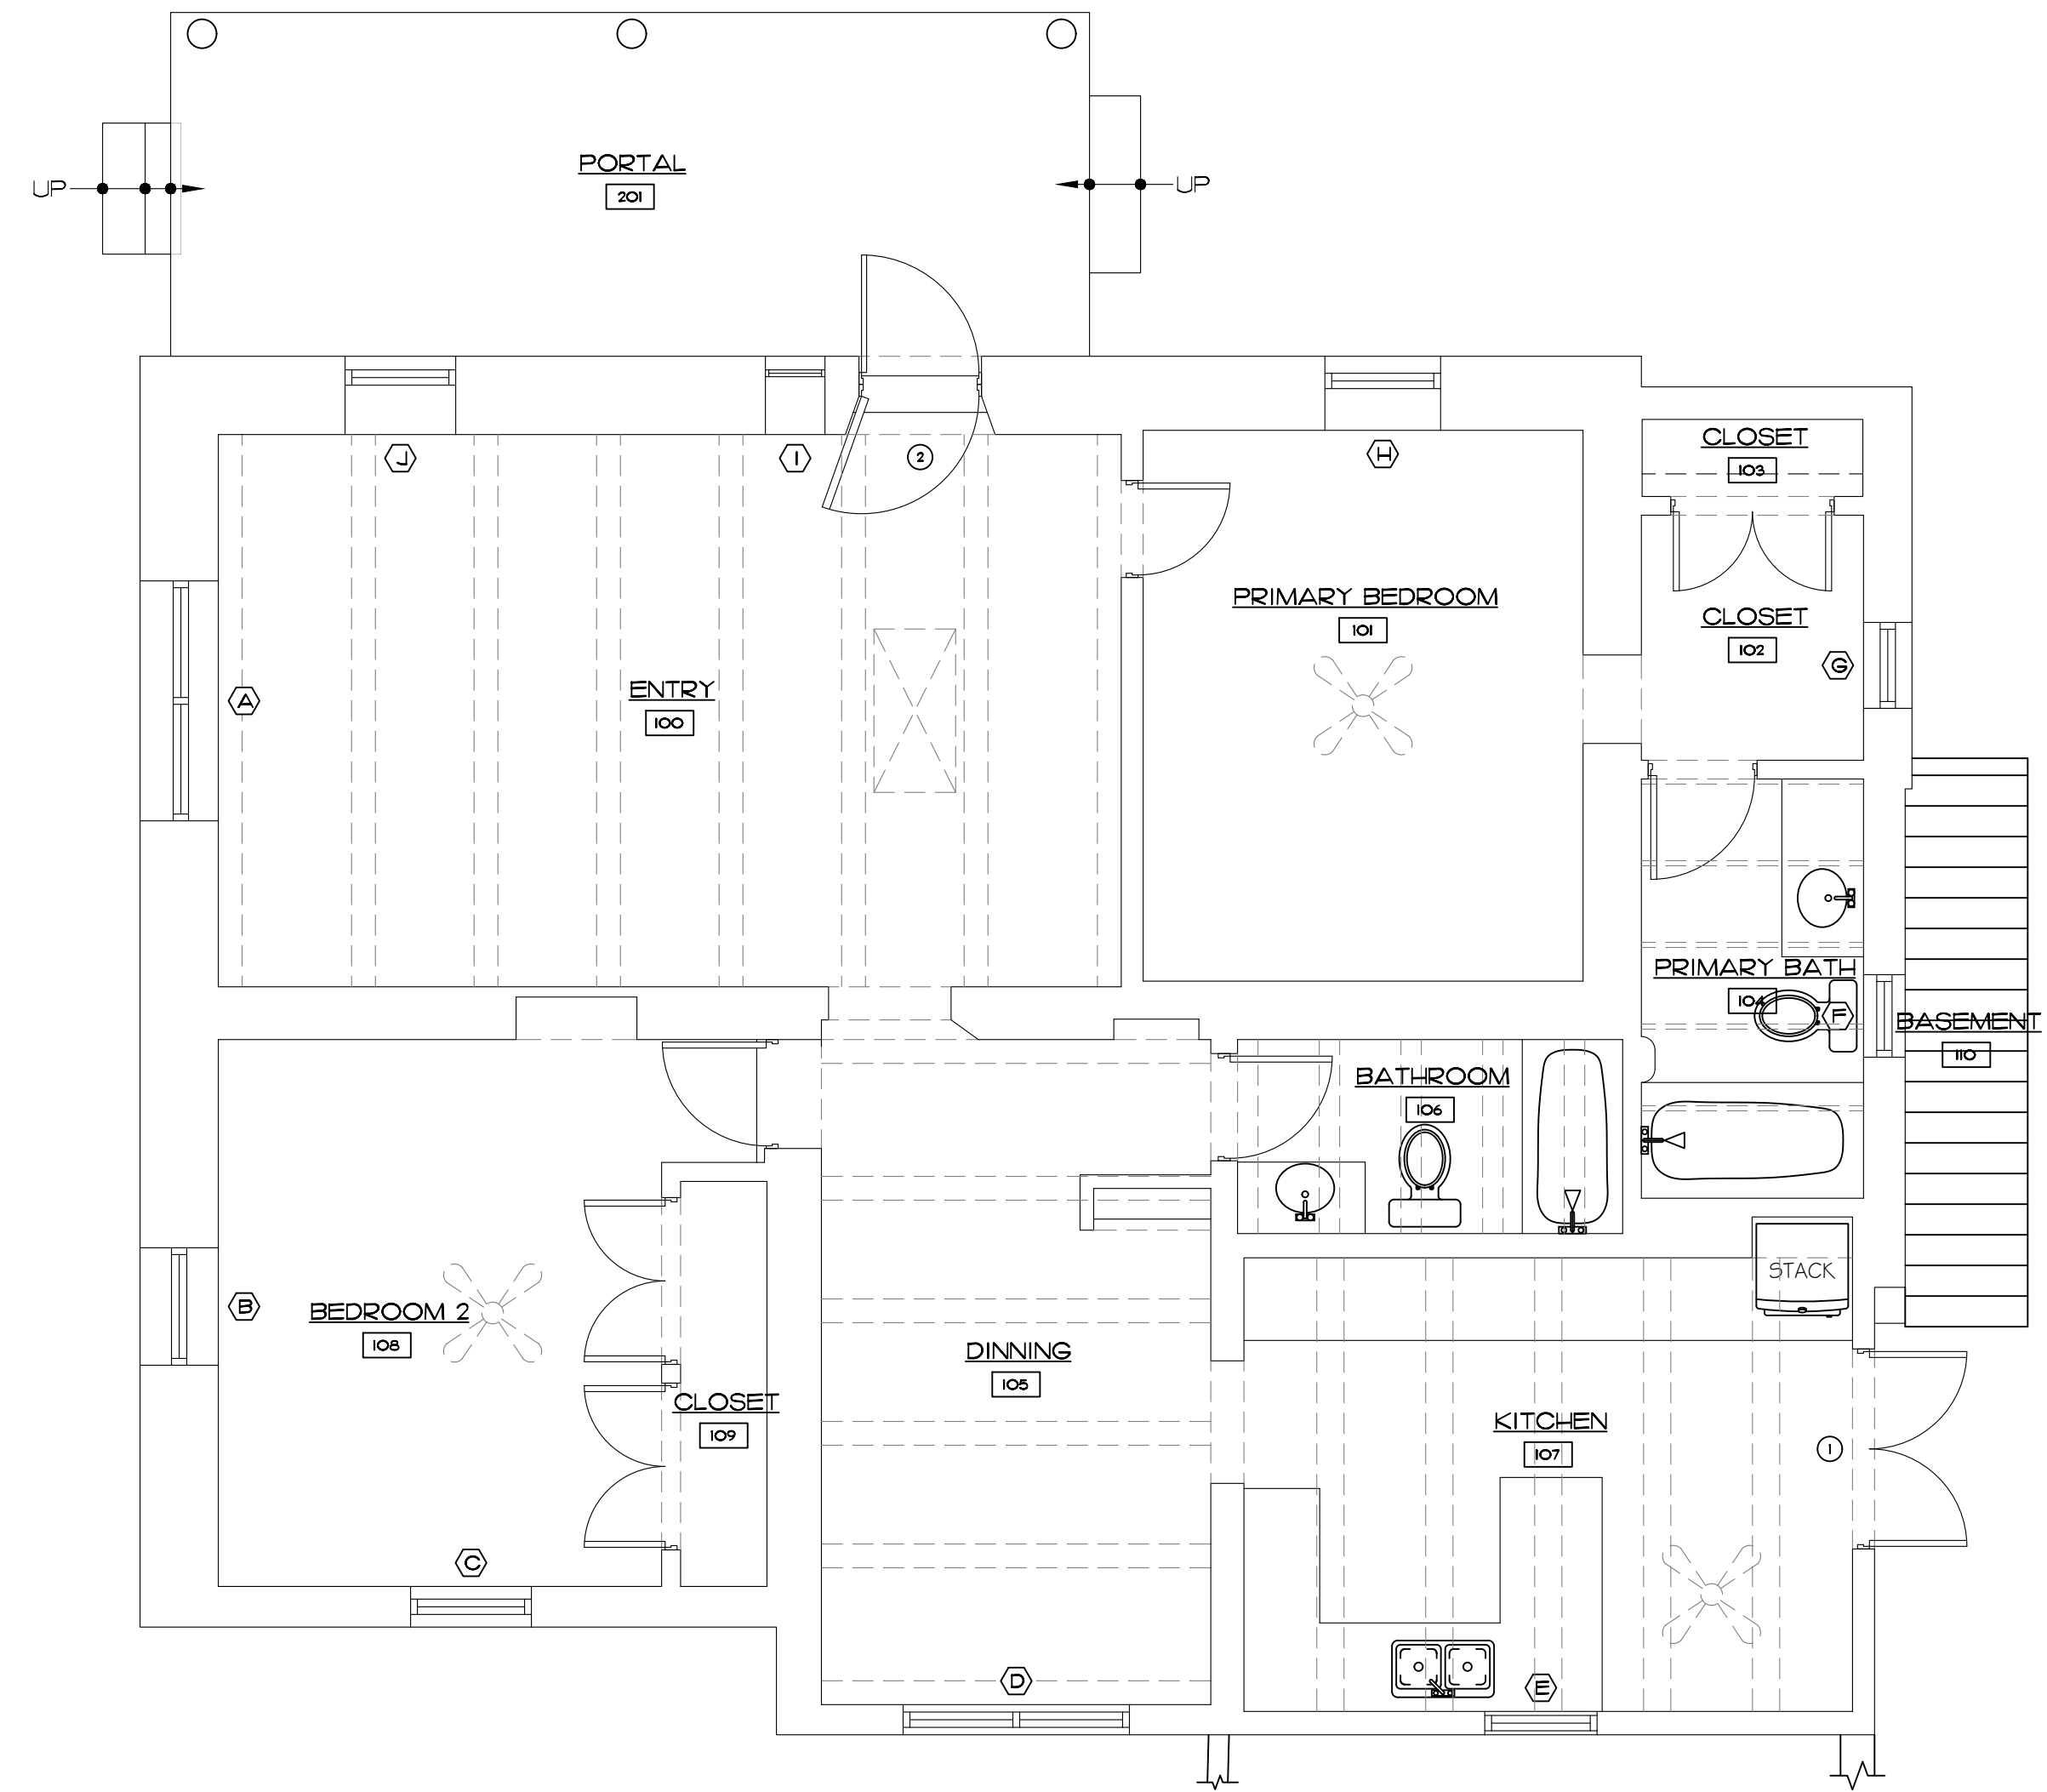 PORTAL
201
UP
UP
J
I
2
H
CLOSET
103
PRIMARY BEDROOM
101
CLOSET
102
G
A
ENTRY
100
PRIMARY BATH
104
F
BASEMENT
110
BATHROOM
106
STACK
B
BEDROOM 2
108
DINNING
105
CLOSET
109
KITCHEN
107
1
C
D
E